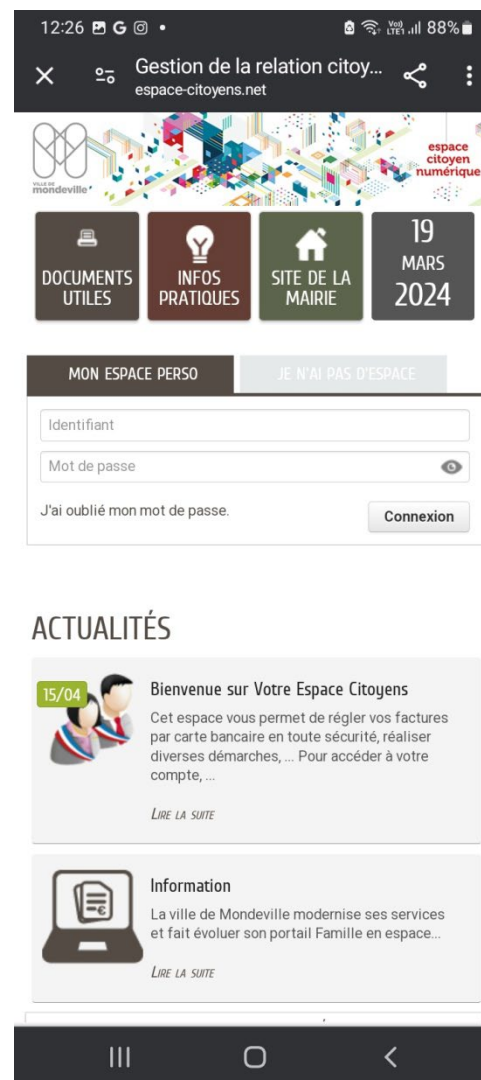 12:26 G 88%
Gestion de la relation citoy...
espace-citoyens.net
VILLE DE
mondeville
espace
citoyen
numérique
DOCUMENTS
UTILES
INFOS
PRATIQUES
SITE DE LA
MAIRIE
19
MARS
2024
MON ESPACE PERSO
JE N'AI PAS D'ESPACE
Identifiant
Mot de passe
J'ai oublié mon mot de passe.
Connexion
ACTUALITÉS
15/04
Bienvenue sur Votre Espace Citoyens
Cet espace vous permet de régler vos factures
par carte bancaire en toute sécurité, réaliser
diverses démarches, ... Pour accéder à votre
compte, ...
LIRE LA SUITE
Information
La ville de Mondeville modernise ses services
et fait évoluer son portail Famille en espace...
LIRE LA SUITE